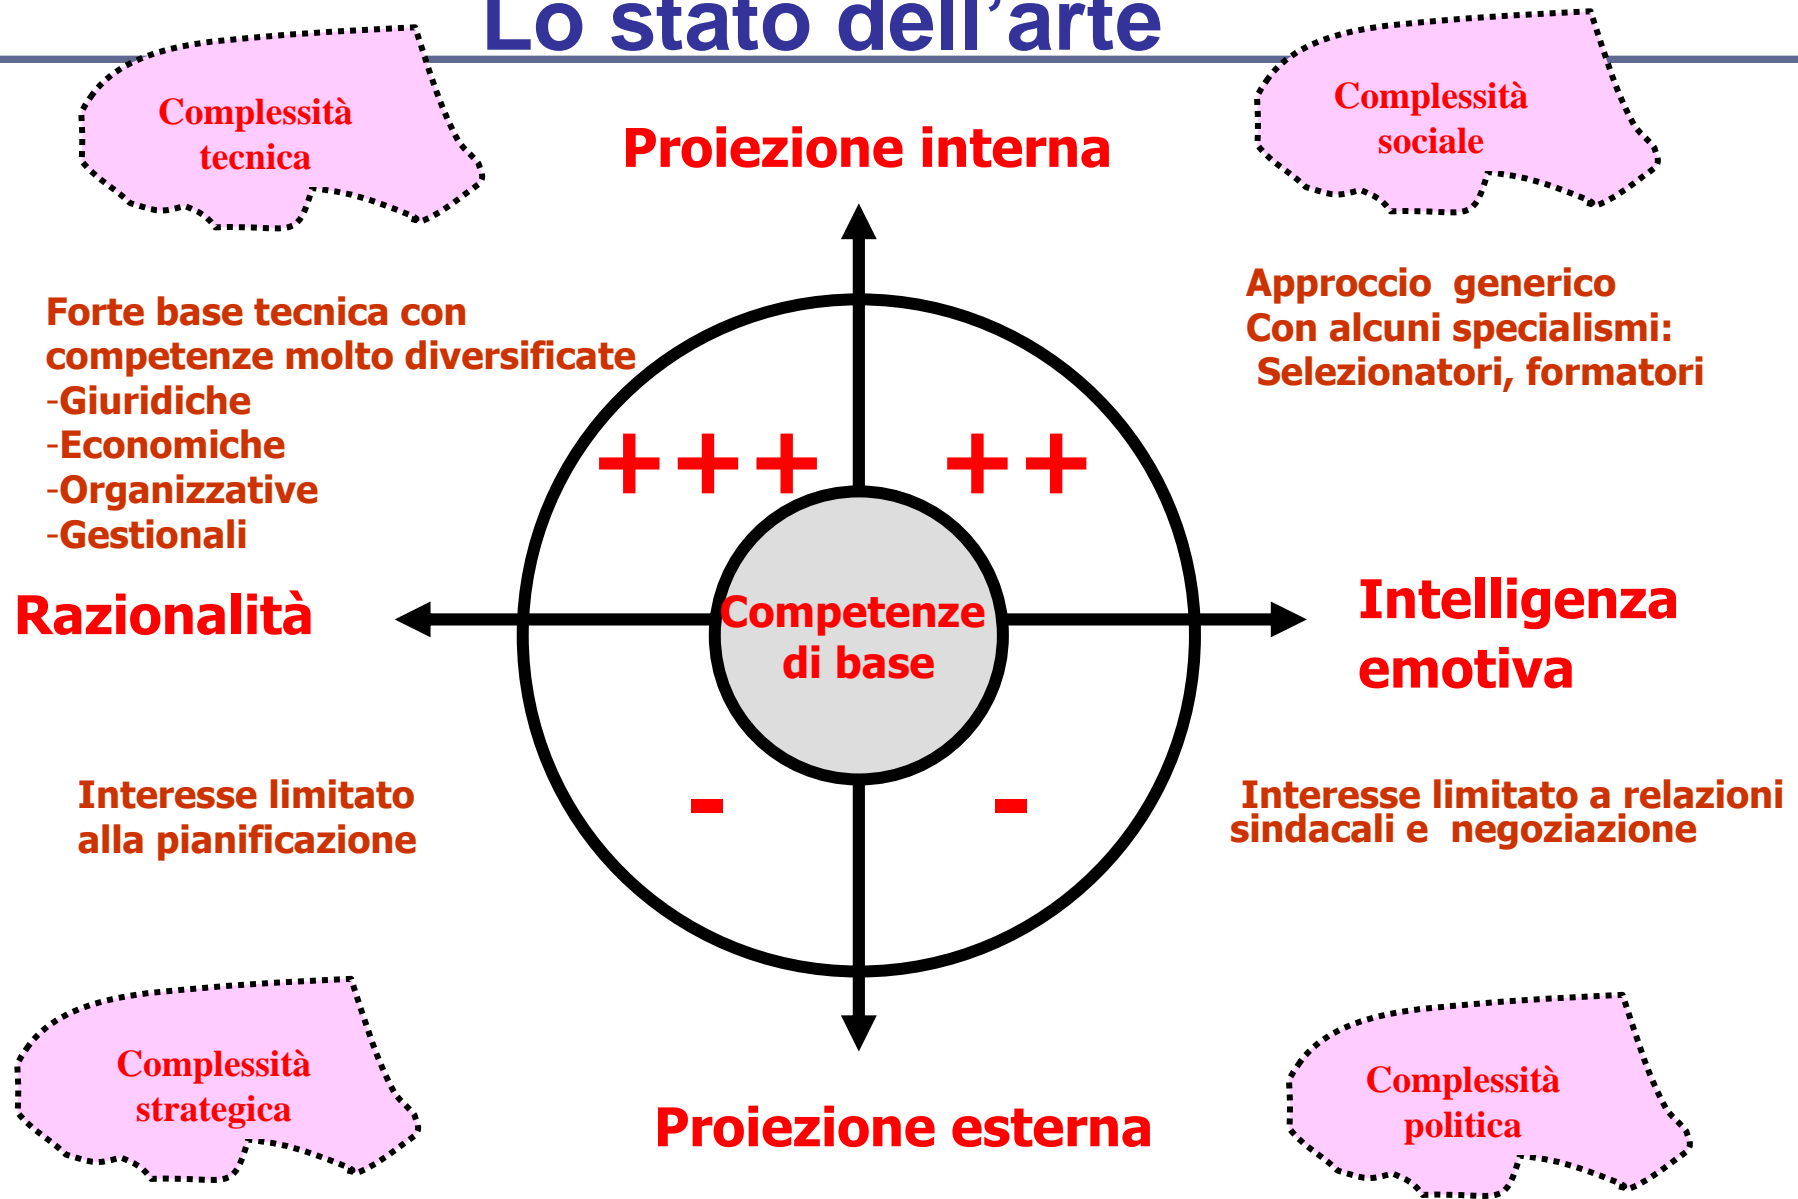 Lo stato dell’arte
Complessità
tecnica
Complessità
sociale
Proiezione interna
Forte base tecnica con
competenze molto diversificate
-Giuridiche
-Economiche
-Organizzative
-Gestionali
Approccio generico
Con alcuni specialismi:
Selezionatori, formatori
+++
++
Razionalità
Competenze
di base
Intelligenza
emotiva
Interesse limitato
alla pianificazione
-
-
Interesse limitato a relazioni
sindacali e negoziazione
Complessità
strategica
Proiezione esterna
Complessità
politica